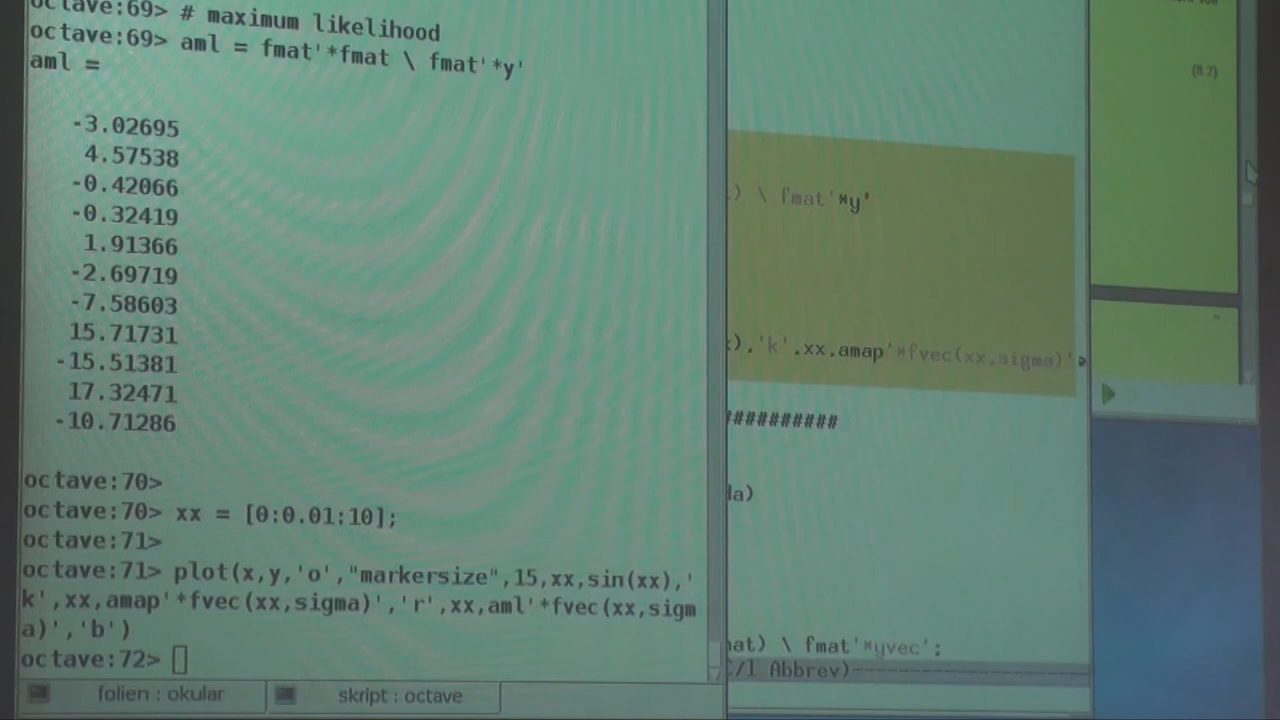 octave:69> # maximum likelihood
octave:69> aml = fmat'*fmat \ fmat'*y'
aml =
-3.02695
4.57538
-0.42066
-0.32419
1.91366
-2.69719
-7.58603
15.71731
-15.51381
17.32471
-10.71286
octave:70>
octave:70> xx = [0:0.01:10];
octave:71>
octave:71> plot(x,y,'o',"markersize",15,xx,sin(xx),'
k',xx,amap'*fvec(xx,sigma)','r',xx,aml'*fvec(xx,sigm
a)','b')
octave:72>
folien : okular
skript : octave
) \ fmat'*y'
),'k',xx,amap'*fvec(xx,sigma)'
##########
da)
mat) \ fmat'*yvec';
/l Abbrev)
(8.2)